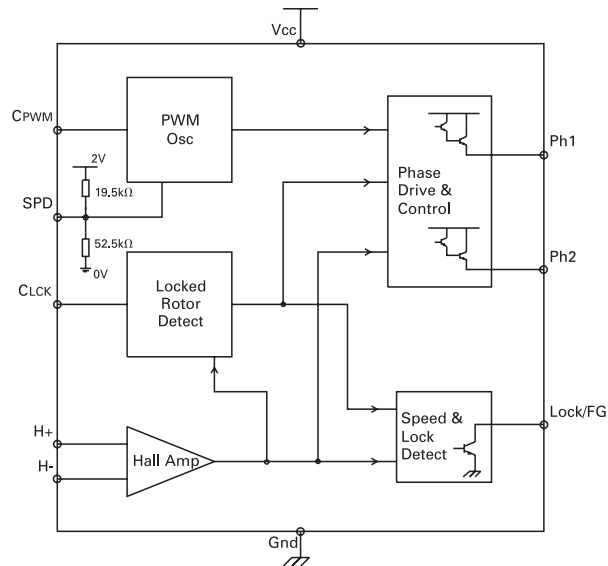 Vcc
CPWM
PWM
Osc
2V
19.5kΩ
SPD
52.5kΩ
0V
Phase
Drive &
Control
Ph1
Ph2
CLCK
Locked
Rotor
Detect
H+
H-
Hall Amp
Speed &
Lock
Detect
Lock/FG
Gnd